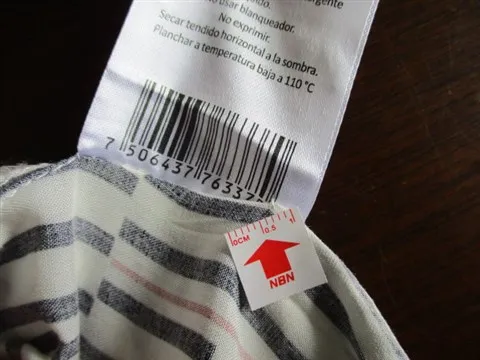 usar blanqueador.
No exprimir.
Secar tendido horizontal a la sombra.
Planchar a temperatura baja a 110 °C
7 506437 76337
0CM 0.5 1
NBN